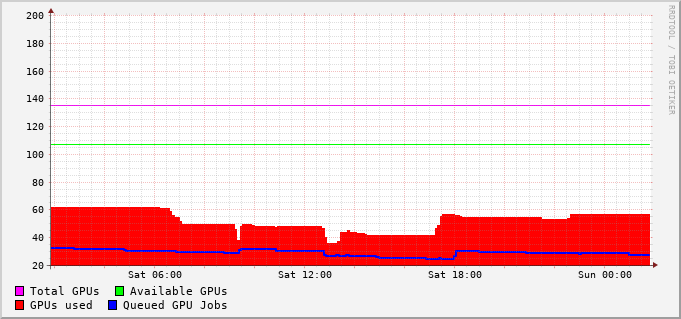 200
180
160
140
120
100
80
60
40
20
Sat 06:00 Sat 12:00 Sat 18:00 Sun 00:00
Total GPUs Available GPUs
GPUs used Queued GPU Jobs
RRDTOOL / TOBI OETIKER